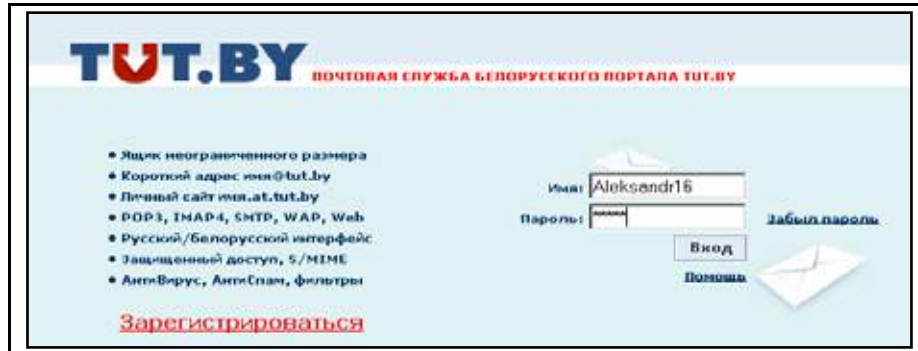 TUT.BY
ПОЧТОВАЯ СЛУЖБА БЕЛОРУССКОГО ПОРТАЛА TUT.BY
• Ящик неограниченного размера
• Короткий адрес имя@tut.by
• Личный сайт имя.at.tut.by
• POP3, IMAP4, SMTP, WAP, Web
• Русский/белорусский интерфейс
• Защищенный доступ, S/MIME
• АнтиВирус, АнтиСпам, фильтры
Зарегистрироваться
Имя: Aleksandr16
Пароль: *****
Забыл пароль
Вход
Помощь